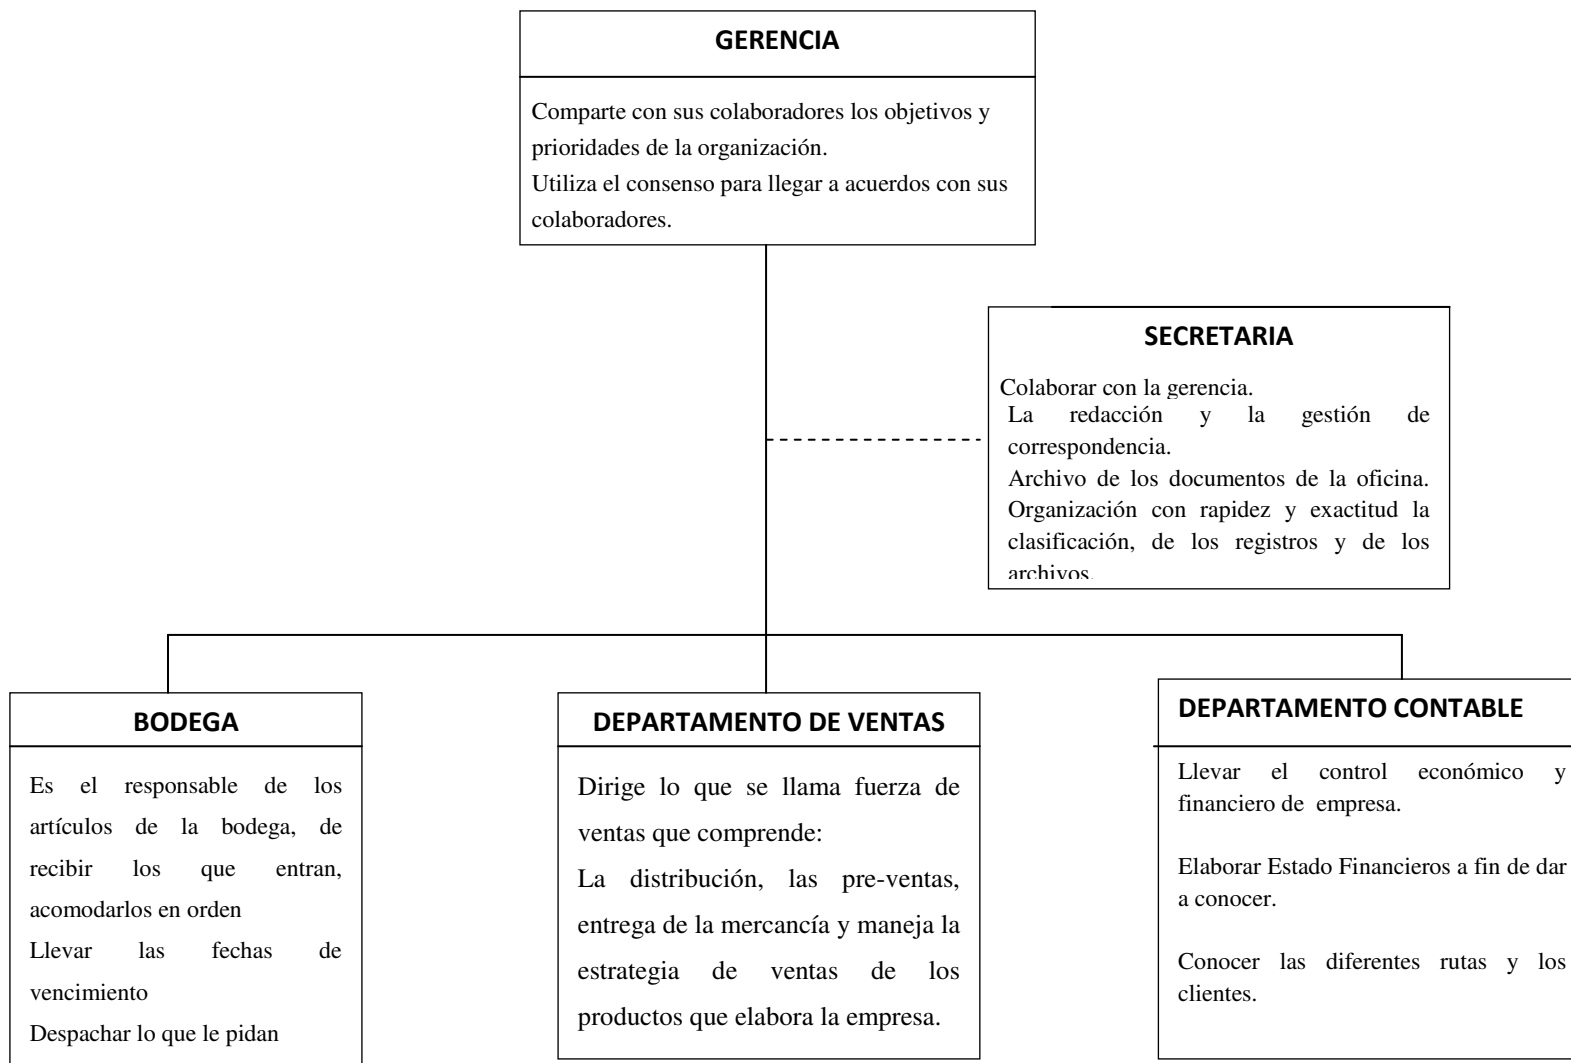 GERENCIA
Comparte con sus colaboradores los objetivos y
prioridades de la organización.
Utiliza el consenso para llegar a acuerdos con sus
colaboradores.
SECRETARIA
Colaborar con la gerencia.
La redacción y la gestión de
correspondencia.
Archivo de los documentos de la oficina.
Organización con rapidez y exactitud la
clasificación, de los registros y de los
archivos.
BODEGA
Es el responsable de los
artículos de la bodega, de
recibir los que entran,
acomodarlos en orden
Llevar las fechas de
vencimiento
Despachar lo que le pidan
DEPARTAMENTO DE VENTAS
Dirige lo que se llama fuerza de
ventas que comprende:
La distribución, las pre-ventas,
entrega de la mercancía y maneja la
estrategia de ventas de los
productos que elabora la empresa.
DEPARTAMENTO CONTABLE
Llevar el control económico y
financiero de empresa.
Elaborar Estado Financieros a fin de dar
a conocer.
Conocer las diferentes rutas y los
clientes.